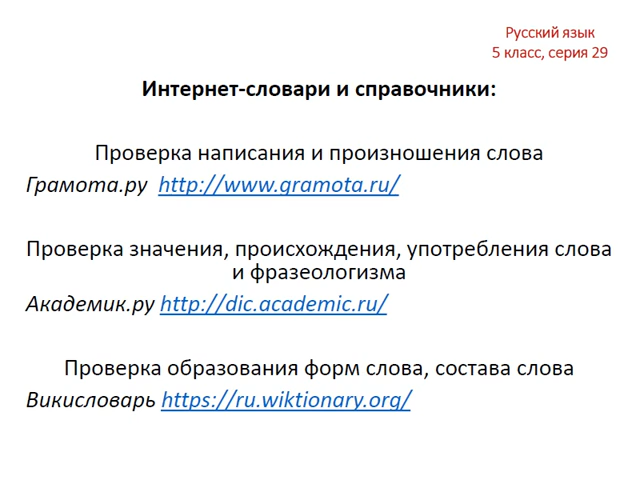 Русский язык
5 класс, серия 29
Интернет-словари и справочники:
Проверка написания и произношения слова
Грамота.ру http://www.gramota.ru/
Проверка значения, происхождения, употребления слова
и фразеологизма
Академик.ру http://dic.academic.ru/
Проверка образования форм слова, состава слова
Викисловарь https://ru.wiktionary.org/